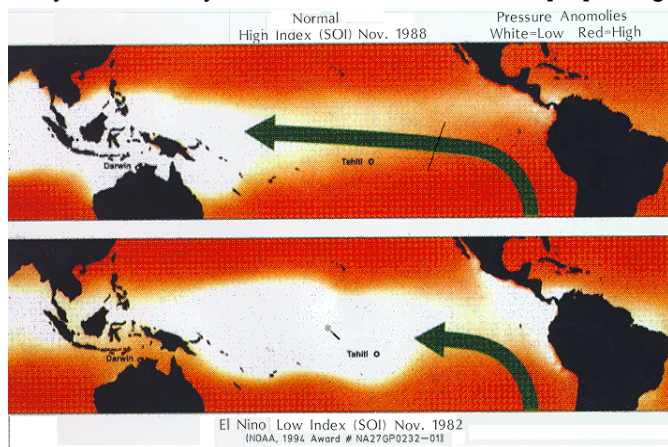 Normal
High Index (SOI) Nov. 1988
Pressure Anomolies
White=Low Red=High
Darwin
Tahiti
Darwin
Tahiti
El Nino Low Index (SOI) Nov. 1982
(NOAA, 1994 Award # NA27GP0232-01)